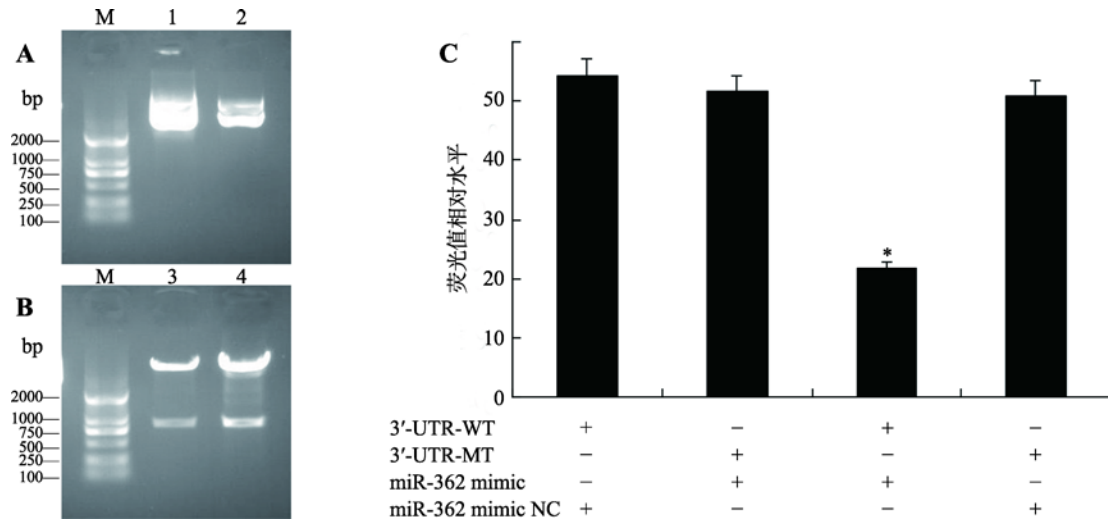 M 1 2
A
bp
2000
1000
750
500
250
100
M 3 4
B
bp
2000
1000
750
500
250
100
C
荧光值相对水平
50
40
30
20
10
0
*
3′-UTR-WT + − + −
3′-UTR-MT − + − +
miR-362 mimic − + + −
miR-362 mimic NC + − − +